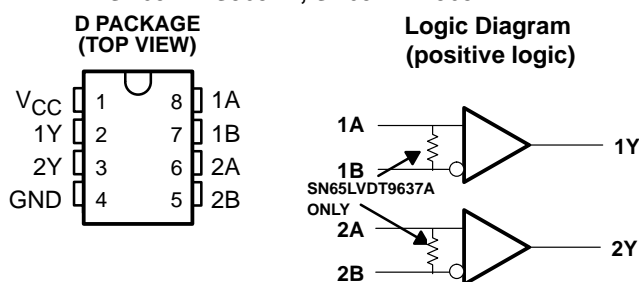 D PACKAGE
(TOP VIEW)
VCC 1 8 1A
1Y 2 7 1B
2Y 3 6 2A
GND 4 5 2B
Logic Diagram
(positive logic)
1A
1Y
1B
SN65LVDT9637A
ONLY
2A
2Y
2B